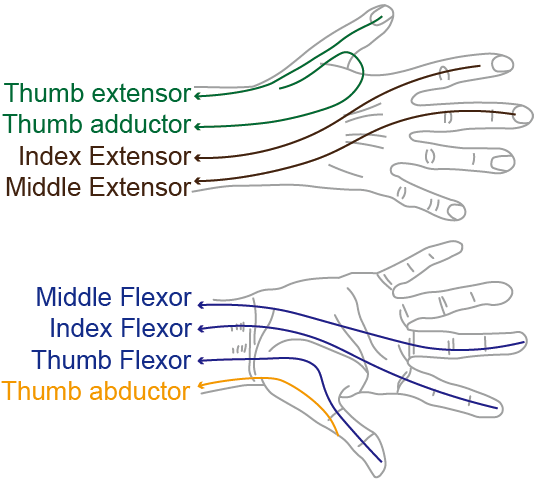 Thumb extensor
Thumb adductor
Index Extensor
Middle Extensor
Middle Flexor
Index Flexor
Thumb Flexor
Thumb abductor